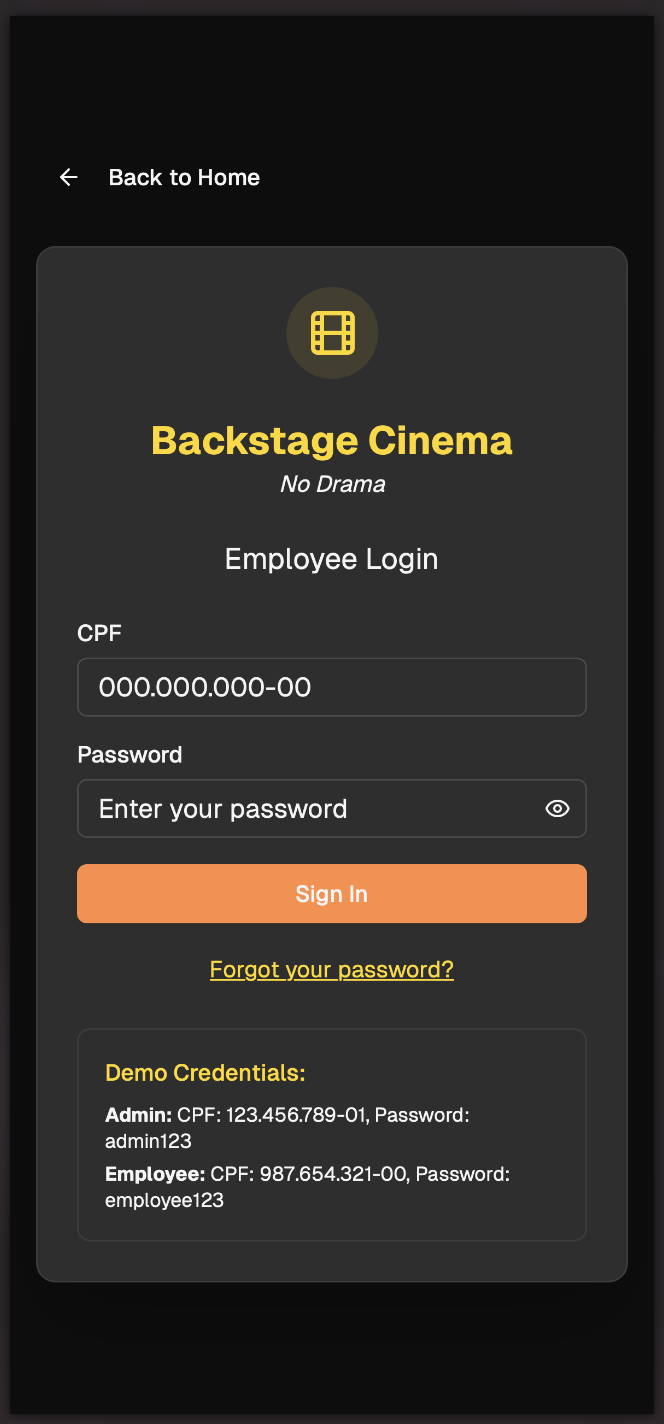 Back to Home
Backstage Cinema
No Drama
Employee Login
CPF
000.000.000-00
Password
Enter your password
Sign In
Forgot your password?
Demo Credentials:
Admin: CPF: 123.456.789-01, Password:
admin123
Employee: CPF: 987.654.321-00, Password:
employee123